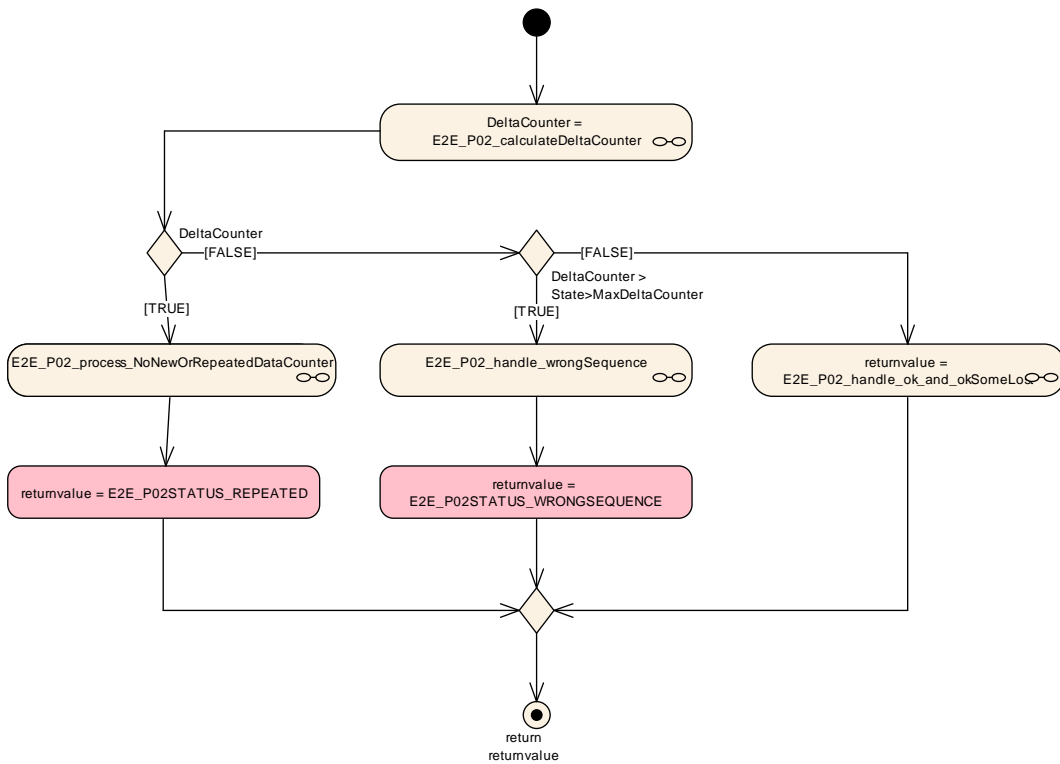 DeltaCounter =
E2E_P02_calculateDeltaCounter
DeltaCounter
[FALSE]
[FALSE]
DeltaCounter >
State>MaxDeltaCounter
[TRUE]
[TRUE]
E2E_P02_process_NoNewOrRepeatedDataCounter
E2E_P02_handle_wrongSequence
returnvalue =
E2E_P02_handle_ok_and_okSomeLost
returnvalue = E2E_P02STATUS_REPEATED
returnvalue =
E2E_P02STATUS_WRONGSEQUENCE
return
returnvalue